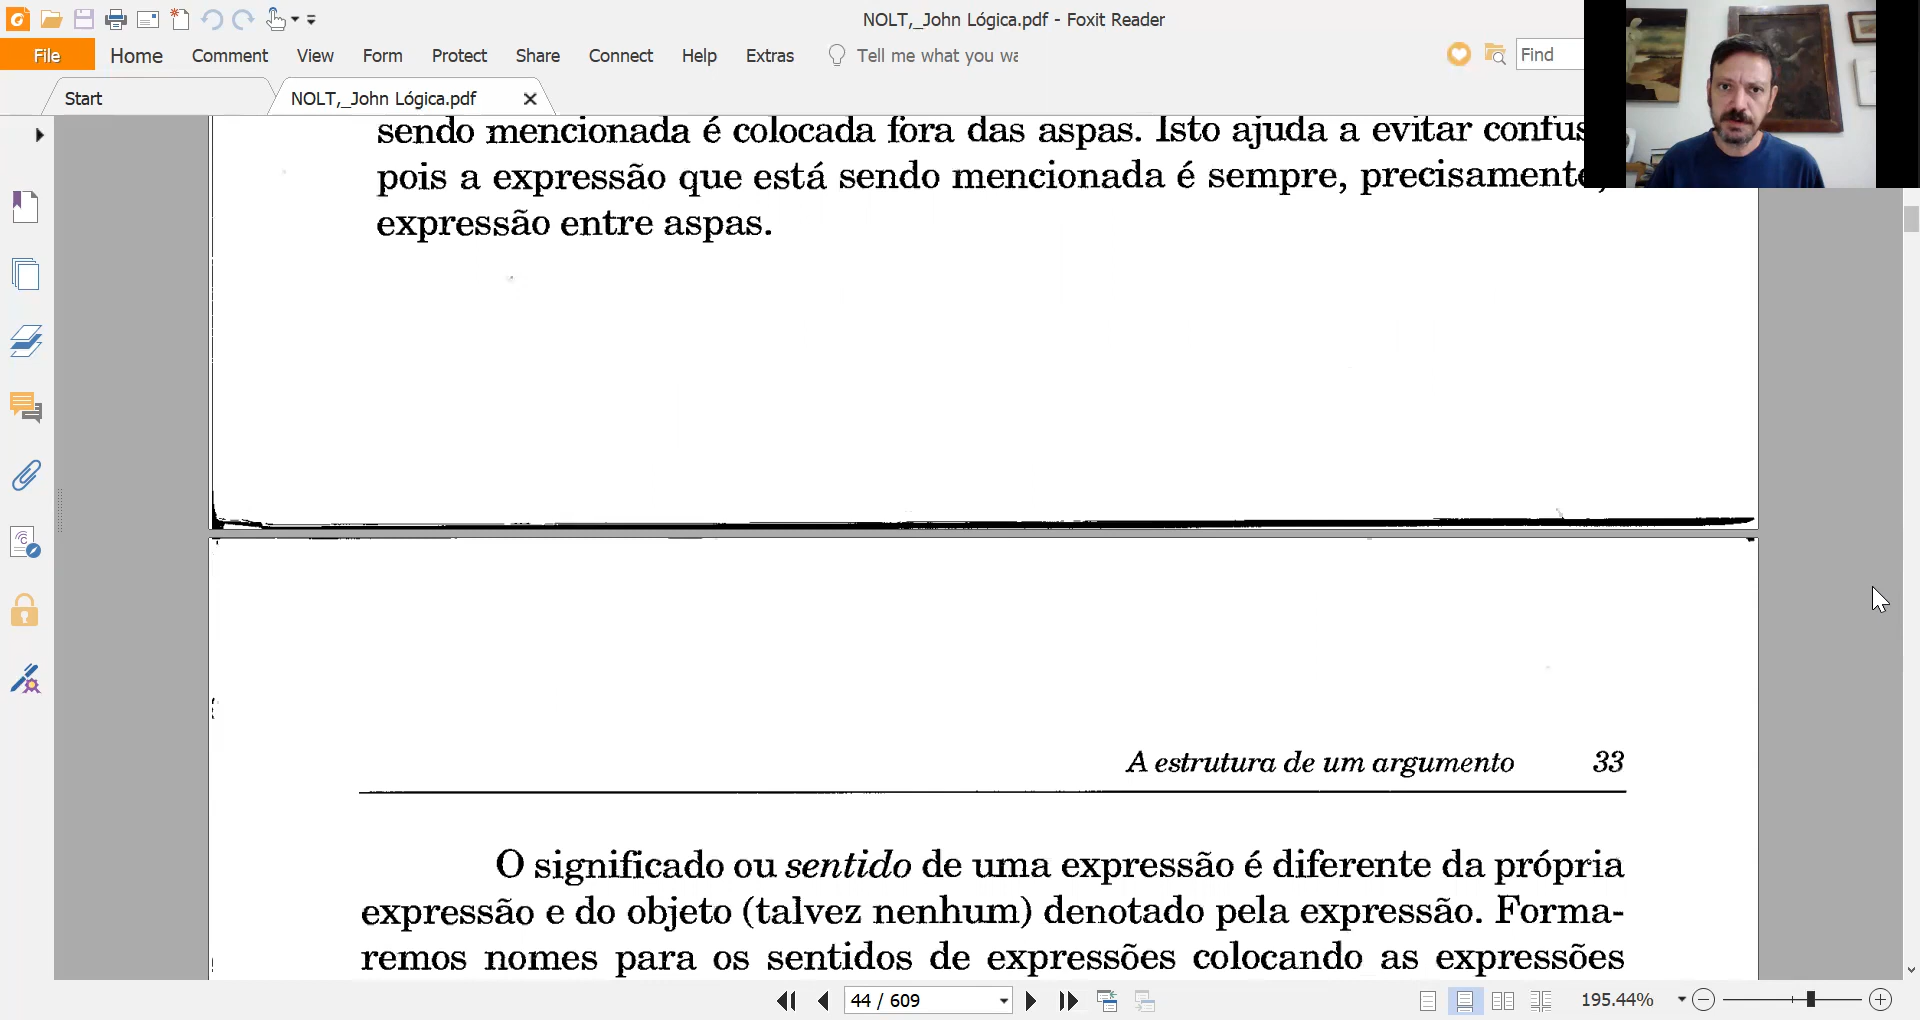 NOLT,_John Lógica.pdf - Foxit Reader
File Home Comment View Form Protect Share Connect Help Extras Tell me what you wa Find
Start NOLT,_John Lógica.pdf
sendo mencionada é colocada fora das aspas. Isto ajuda a evitar confus
pois a expressão que está sendo mencionada é sempre, precisamente,
expressão entre aspas.
A estrutura de um argumento 33
O significado ou sentido de uma expressão é diferente da própria
expressão e do objeto (talvez nenhum) denotado pela expressão. Forma-
remos nomes para os sentidos de expressões colocando as expressões
44 / 609 195.44%